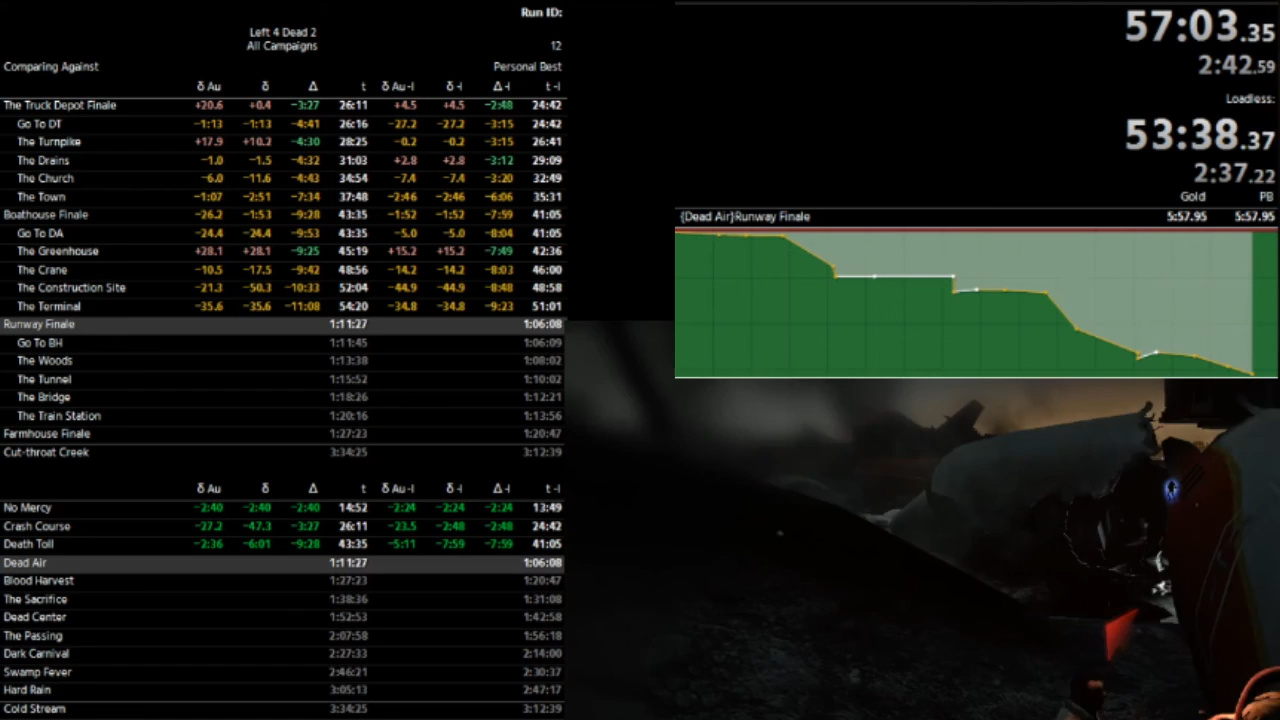 Run ID:
Left 4 Dead 2
All Campaigns
12
Comparing Against Personal Best
δ Au δ Δ t δ Au -l δ -l Δ -l t -l
The Truck Depot Finale +20.6 +0.4 −3:27 26:11 +4.5 +4.5 −2:48 24:42
Go To DT −1:13 −1:13 −4:41 26:16 −27.2 −27.2 −3:15 24:42
The Turnpike +17.9 +10.2 −4:30 28:25 −0.2 −0.2 −3:15 26:41
The Drains −1.0 −1.5 −4:32 31:03 +2.8 +2.8 −3:12 29:09
The Church −6.0 −11.6 −4:43 34:54 −7.4 −7.4 −3:20 32:49
The Town −1:07 −2:51 −7:34 37:48 −2:46 −2:46 −6:06 35:31
Boathouse Finale −26.2 −1:53 −9:28 43:35 −1:52 −1:52 −7:59 41:05
Go To DA −24.4 −24.4 −9:53 43:35 −5.0 −5.0 −8:04 41:05
The Greenhouse +28.1 +28.1 −9:25 45:19 +15.2 +15.2 −7:49 42:36
The Crane −10.5 −17.5 −9:42 48:56 −14.2 −14.2 −8:03 46:00
The Construction Site −21.3 −50.3 −10:33 52:04 −44.9 −44.9 −8:48 48:58
The Terminal −35.6 −35.6 −11:08 54:20 −34.8 −34.8 −9:23 51:01
Runway Finale 1:11:27 1:06:08
Go To BH 1:11:45 1:06:09
The Woods 1:13:38 1:08:02
The Tunnel 1:15:52 1:10:02
The Bridge 1:18:26 1:12:21
The Train Station 1:20:16 1:13:56
Farmhouse Finale 1:27:23 1:20:47
Cut-throat Creek 3:34:25 3:12:39
δ Au δ Δ t δ Au -l δ -l Δ -l t -l
No Mercy −2:40 −2:40 −2:40 14:52 −2:24 −2:24 −2:24 13:49
Crash Course −27.2 −47.3 −3:27 26:11 −23.5 −2:48 −2:48 24:42
Death Toll −2:36 −6:01 −9:28 43:35 −5:11 −7:59 −7:59 41:05
Dead Air 1:11:27 1:06:08
Blood Harvest 1:27:23 1:20:47
The Sacrifice 1:38:36 1:31:08
Dead Center 1:52:53 1:42:58
The Passing 2:07:58 1:56:18
Dark Carnival 2:27:33 2:14:00
Swamp Fever 2:46:21 2:30:37
Hard Rain 3:05:13 2:47:17
Cold Stream 3:34:25 3:12:39
57:03.35
2:42.59
Loadless:
53:38.37
2:37.22
Gold PB
{Dead Air}Runway Finale 5:57.95 5:57.95